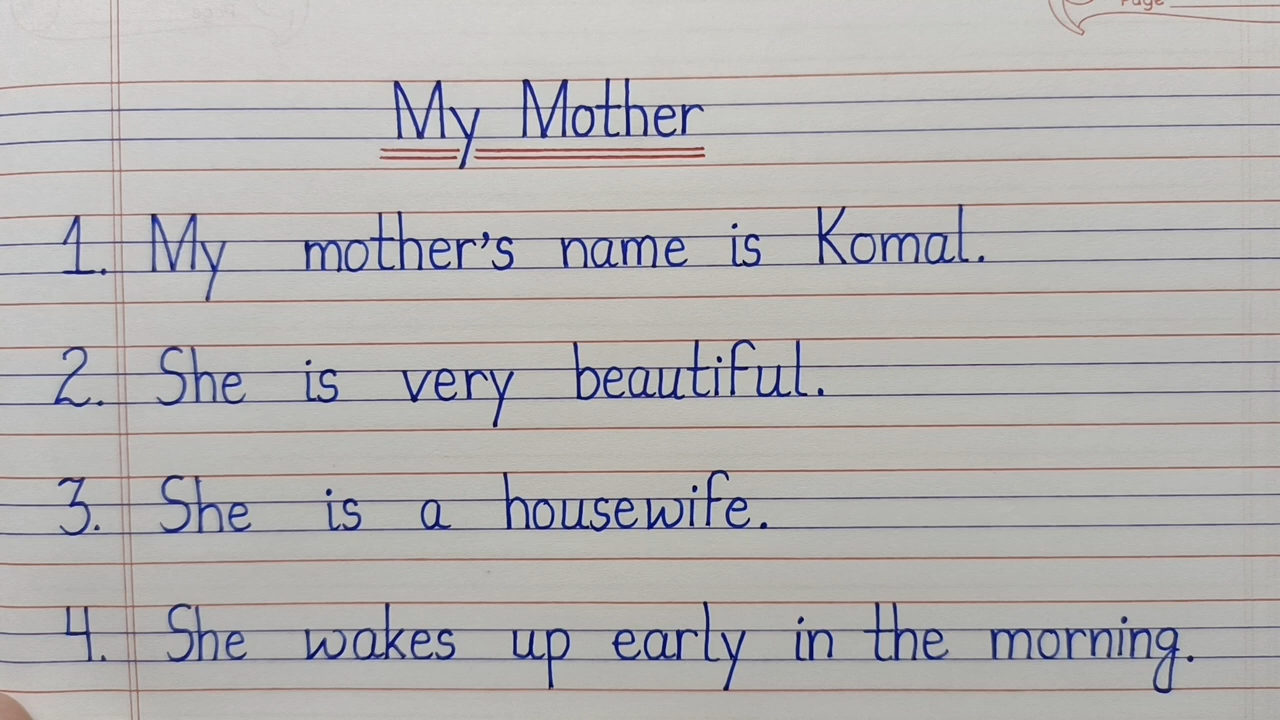 Page
My Mother
1. My mother's name is Komal.
2. She is very beautiful.
3. She is a housewife.
4. She wakes up early in the morning.